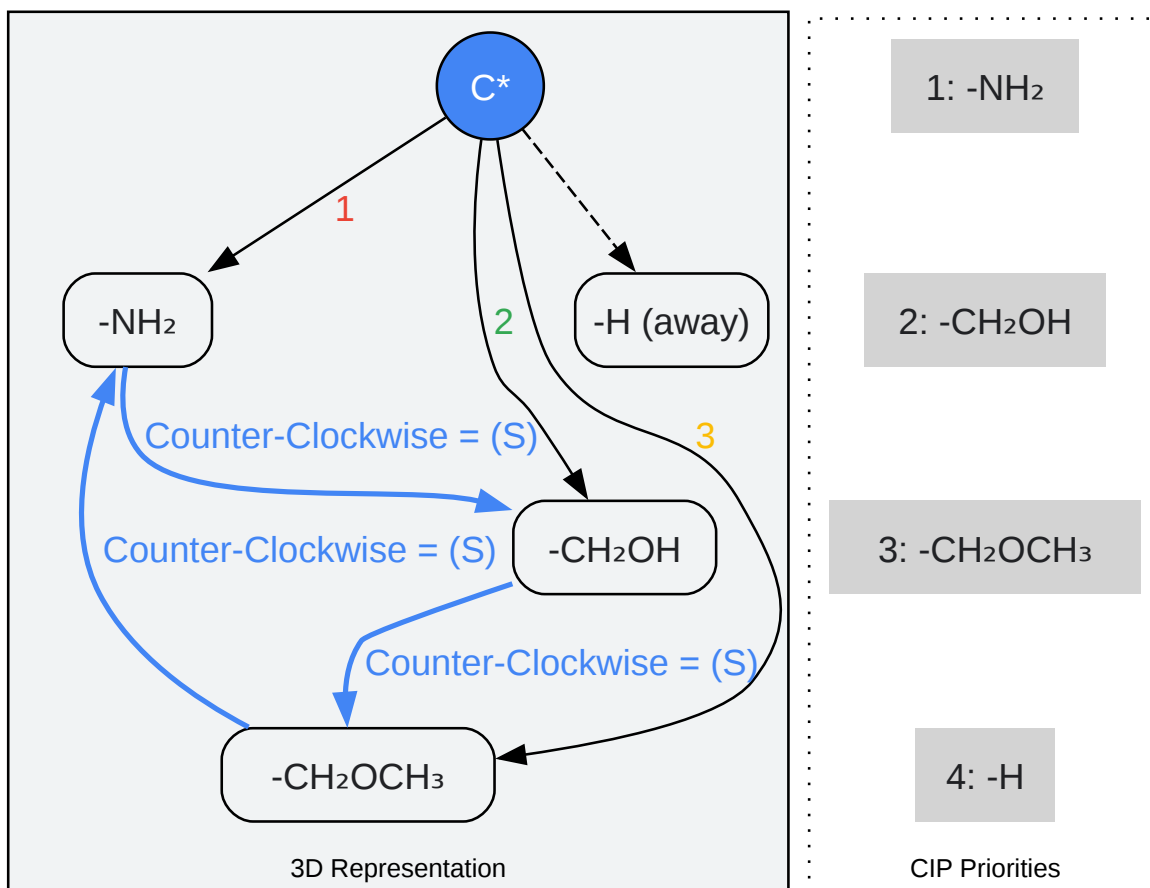 C*
1
-NH₂
2
-H (away)
Counter-Clockwise = (S)
3
-CH₂OH
Counter-Clockwise = (S)
Counter-Clockwise = (S)
-CH₂OCH₃
3D Representation
1: -NH₂
2: -CH₂OH
3: -CH₂OCH₃
4: -H
CIP Priorities